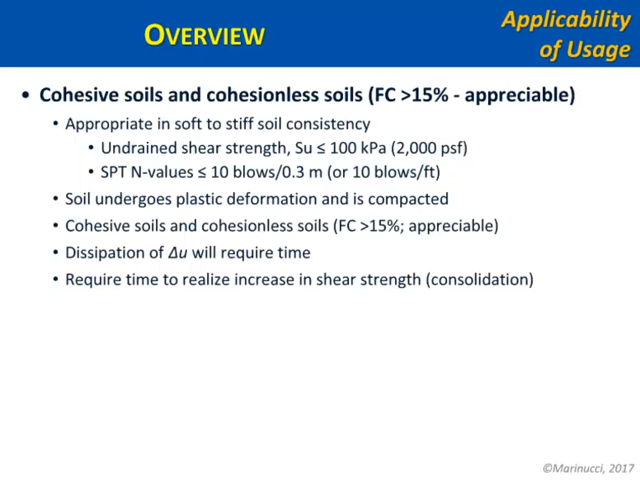 OVERVIEW
Applicability
of Usage
• Cohesive soils and cohesionless soils (FC >15% - appreciable)
• Appropriate in soft to stiff soil consistency
• Undrained shear strength, Su ≤ 100 kPa (2,000 psf)
• SPT N-values ≤ 10 blows/0.3 m (or 10 blows/ft)
• Soil undergoes plastic deformation and is compacted
• Cohesive soils and cohesionless soils (FC >15%; appreciable)
• Dissipation of Δu will require time
• Require time to realize increase in shear strength (consolidation)
©Marinucci, 2017